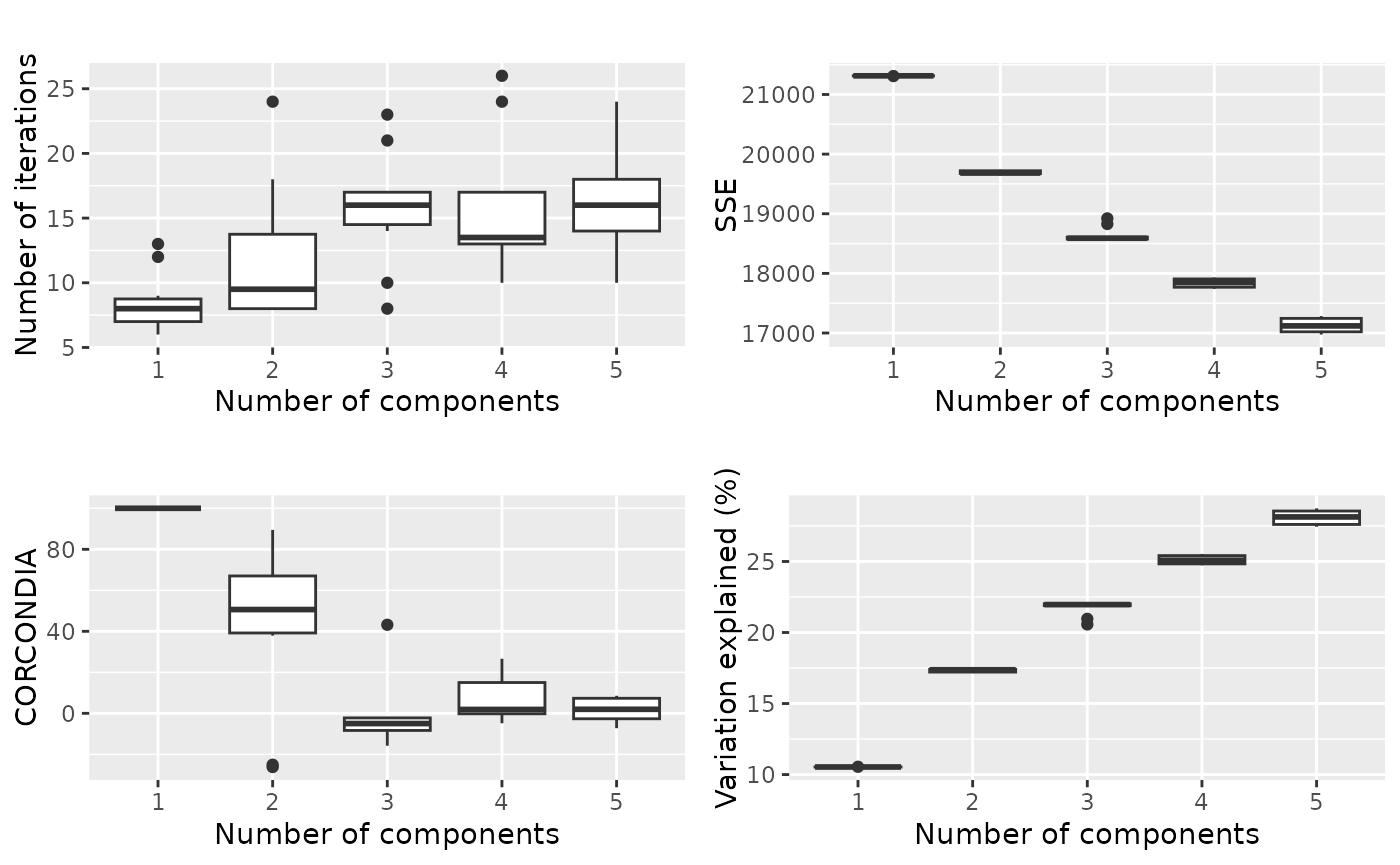 Number of iterations
25
20
15
10
5
1 2 3 4 5
Number of components
SSE
21000
20000
19000
18000
17000
1 2 3 4 5
Number of components
CORCONDIA
80
40
0
1 2 3 4 5
Number of components
Variation explained (%)
25
20
15
10
1 2 3 4 5
Number of components